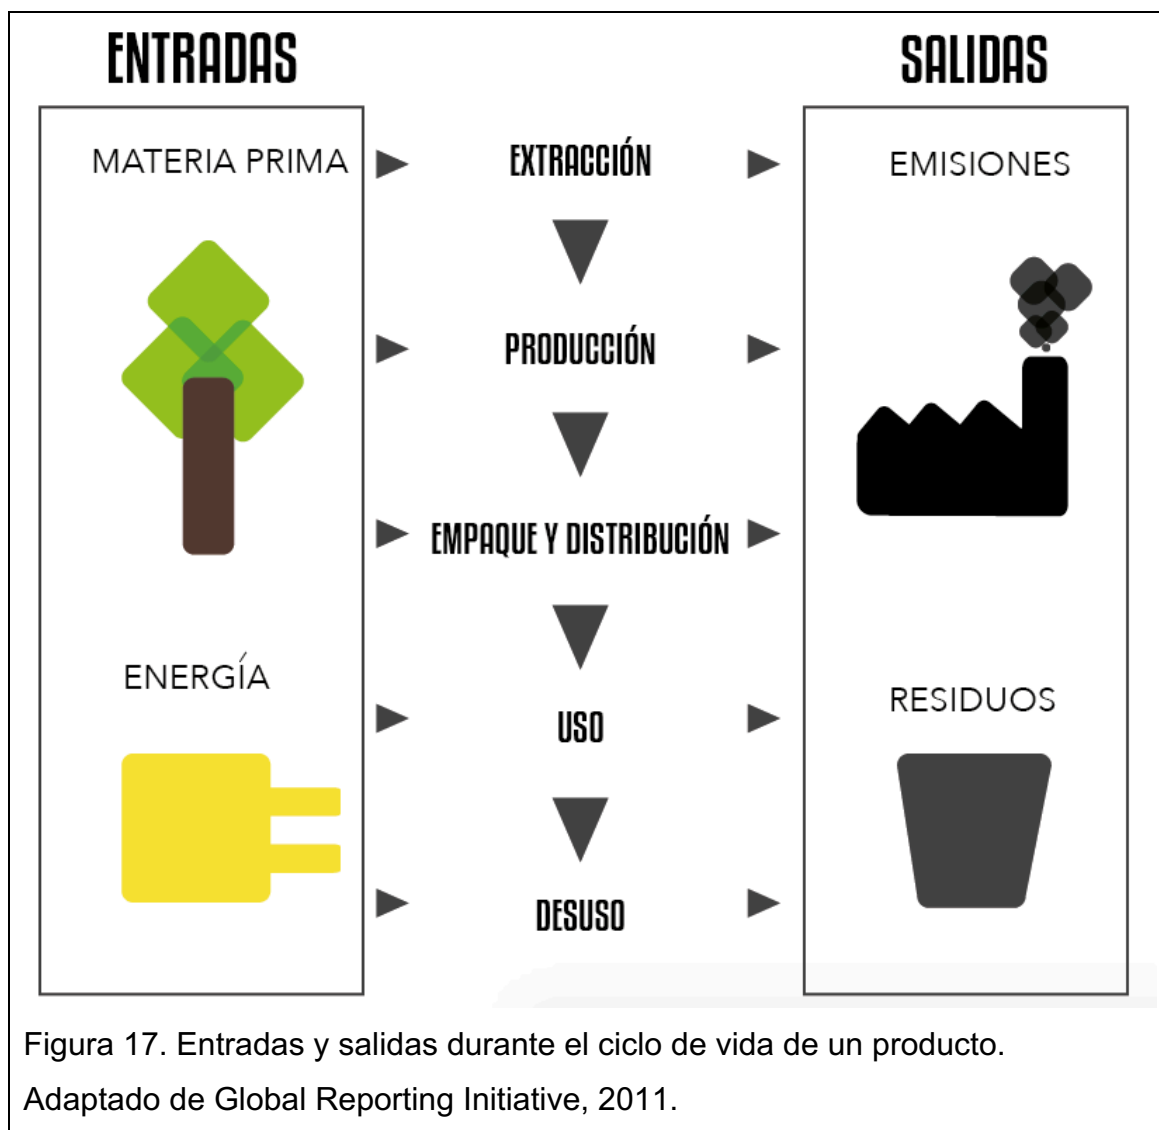 ENTRADAS
SALIDAS
MATERIA PRIMA
EXTRACCIÓN
EMISIONES
PRODUCCIÓN
EMPAQUE Y DISTRIBUCIÓN
ENERGÍA
USO
RESIDUOS
DESUSO
Figura 17. Entradas y salidas durante el ciclo de vida de un producto.
Adaptado de Global Reporting Initiative, 2011.